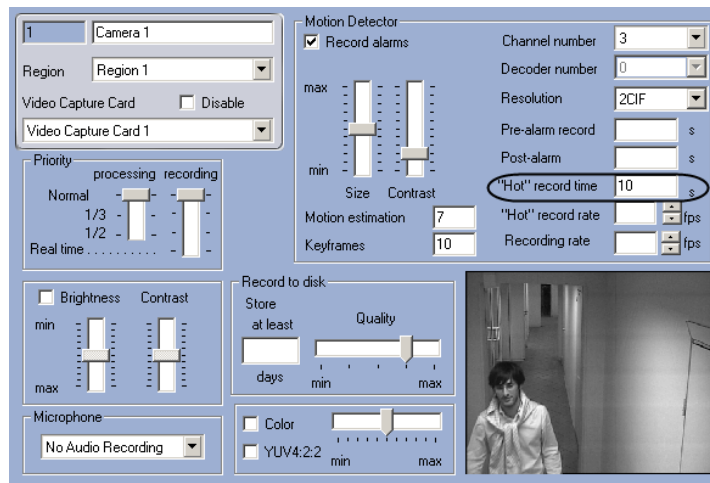 1 Camera 1
Region Region 1
Video Capture Card Disable
Video Capture Card 1
Priority
processing recording
Normal
1/3
1/2
Real time
Brightness Contrast
min
max
Microphone
No Audio Recording
Motion Detector
Record alarms
max
min
Size Contrast
Motion estimation 7
Keyframes 10
Channel number 3
Decoder number 0
Resolution 2CIF
Pre-alarm record s
Post-alarm s
"Hot" record time 10 s
"Hot" record rate fps
Recording rate fps
Record to disk
Store
at least
days
Quality
min max
Color
YUV4:2:2
min max